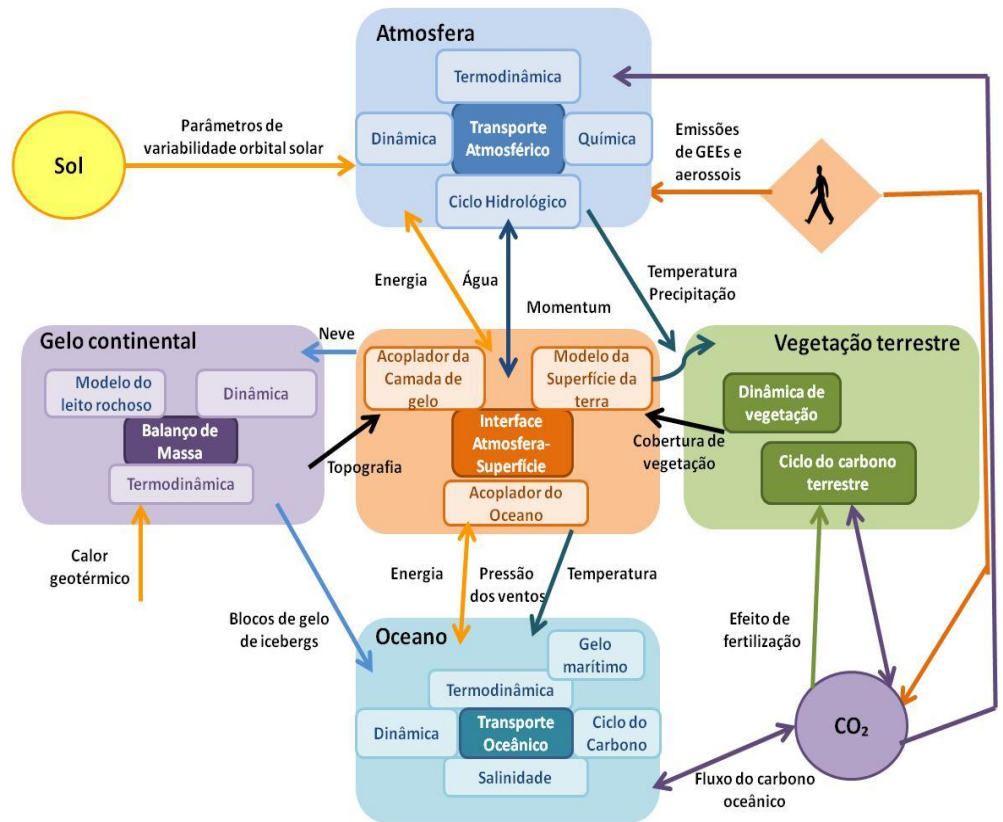 Atmosfera
Termodinâmica
Dinâmica
Transporte
Atmosférico
Química
Ciclo Hidrológico
Sol
Parâmetros de
variabilidade orbital solar
Emissões
de GEEs e
aerossois
Energia
Água
Momentum
Temperatura
Precipitação
Gelo continental
Neve
Modelo do
leito rochoso
Dinâmica
Balanço de
Massa
Termodinâmica
Topografia
Calor
geotérmico
Acoplador da
Camada de
gelo
Modelo da
Superfície da
terra
Interface
Atmosfera-
Superfície
Acoplador do
Oceano
Vegetação terrestre
Dinâmica de
vegetação
Cobertura de
vegetação
Ciclo do carbono
terrestre
Energia
Pressão
dos ventos
Temperatura
Blocos de gelo
de icebergs
Efeito de
fertilização
Oceano
Gelo
marítimo
Termodinâmica
Dinâmica
Transporte
Oceânico
Ciclo do
Carbono
Salinidade
CO₂
Fluxo do carbono
oceânico